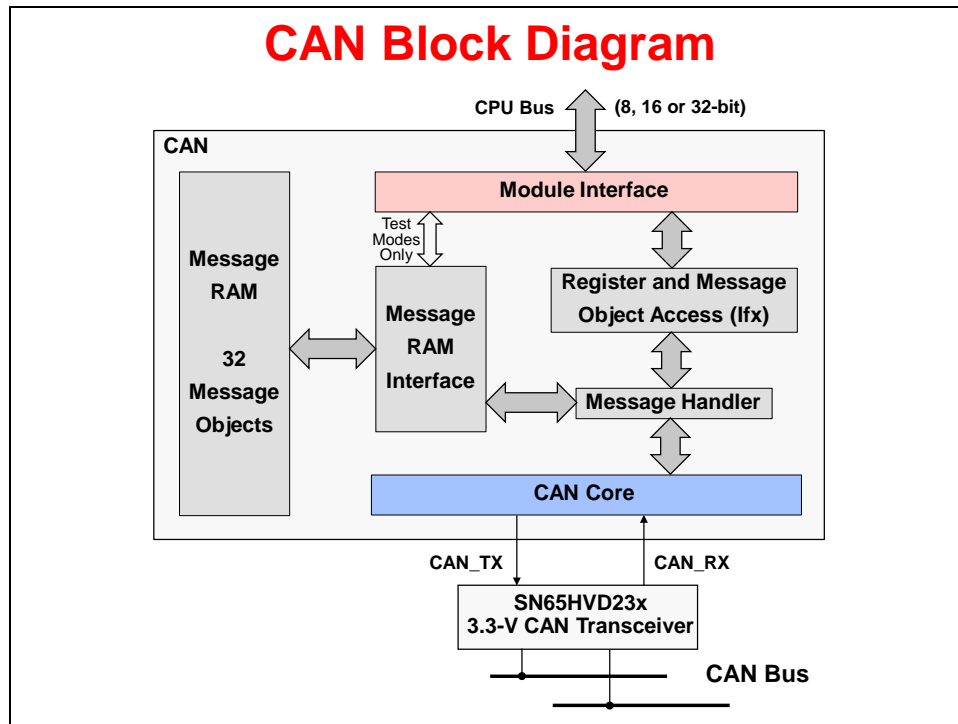 CAN Block Diagram
CPU Bus
(8, 16 or 32-bit)
CAN
Module Interface
Test
Modes
Only
Message
RAM
32
Message
Objects
Message
RAM
Interface
Register and Message
Object Access (Ifx)
Message Handler
CAN Core
CAN_TX
CAN_RX
SN65HVD23x
3.3-V CAN Transceiver
CAN Bus